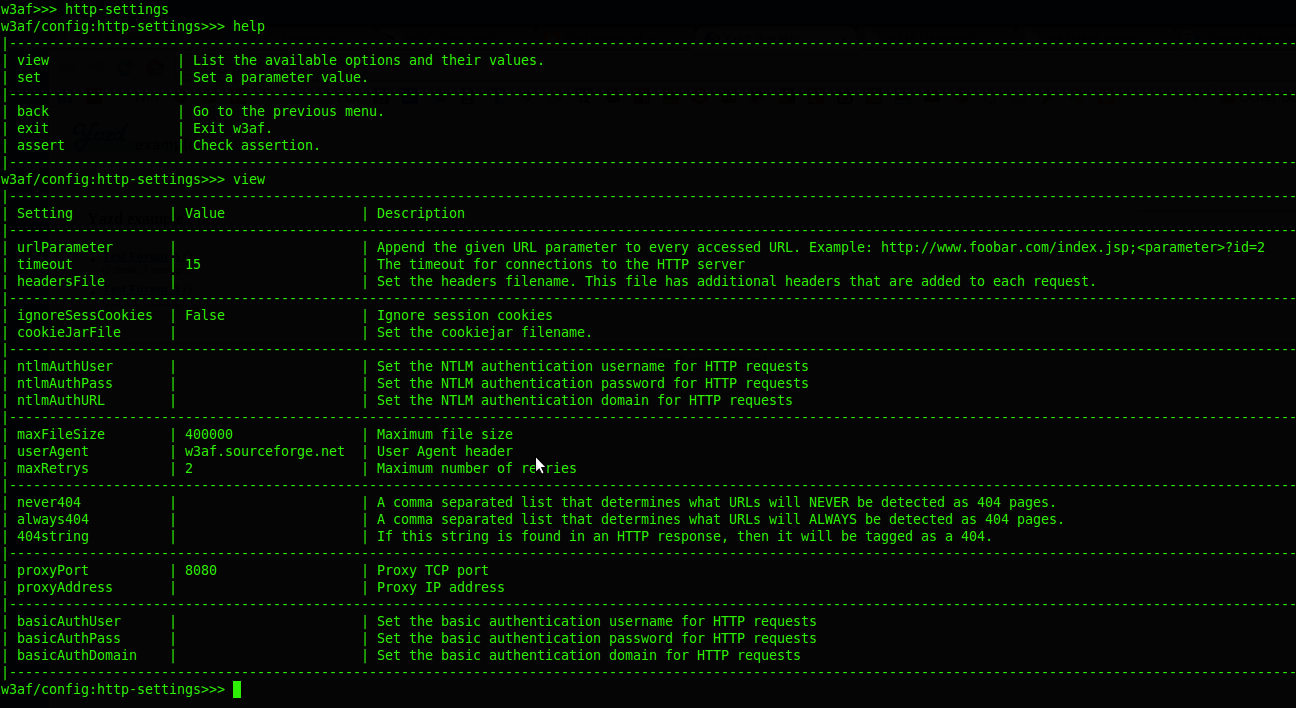 w3af>>> http-settings
w3af/config:http-settings>>> help
|-----------------------------------------------------------------------------------------------------------------------------------------------------------------
| view | List the available options and their values.
| set | Set a parameter value.
|-----------------------------------------------------------------------------------------------------------------------------------------------------------------
| back | Go to the previous menu.
| exit | Exit w3af.
| assert | Check assertion.
|-----------------------------------------------------------------------------------------------------------------------------------------------------------------
w3af/config:http-settings>>> view
|-----------------------------------------------------------------------------------------------------------------------------------------------------------------
| Setting | Value | Description
|-----------------------------------------------------------------------------------------------------------------------------------------------------------------
| urlParameter | | Append the given URL parameter to every accessed URL. Example: http://www.foobar.com/index.jsp;<parameter>?id=2
| timeout | 15 | The timeout for connections to the HTTP server
| headersFile | | Set the headers filename. This file has additional headers that are added to each request.
|-----------------------------------------------------------------------------------------------------------------------------------------------------------------
| ignoreSessCookies | False | Ignore session cookies
| cookieJarFile | | Set the cookiejar filename.
|-----------------------------------------------------------------------------------------------------------------------------------------------------------------
| ntlmAuthUser | | Set the NTLM authentication username for HTTP requests
| ntlmAuthPass | | Set the NTLM authentication password for HTTP requests
| ntlmAuthURL | | Set the NTLM authentication domain for HTTP requests
|-----------------------------------------------------------------------------------------------------------------------------------------------------------------
| maxFileSize | 400000 | Maximum file size
| userAgent | w3af.sourceforge.net | User Agent header
| maxRetrys | 2 | Maximum number of retries
|-----------------------------------------------------------------------------------------------------------------------------------------------------------------
| never404 | | A comma separated list that determines what URLs will NEVER be detected as 404 pages.
| always404 | | A comma separated list that determines what URLs will ALWAYS be detected as 404 pages.
| 404string | | If this string is found in an HTTP response, then it will be tagged as a 404.
|-----------------------------------------------------------------------------------------------------------------------------------------------------------------
| proxyPort | 8080 | Proxy TCP port
| proxyAddress | | Proxy IP address
|-----------------------------------------------------------------------------------------------------------------------------------------------------------------
| basicAuthUser | | Set the basic authentication username for HTTP requests
| basicAuthPass | | Set the basic authentication password for HTTP requests
| basicAuthDomain | | Set the basic authentication domain for HTTP requests
|-----------------------------------------------------------------------------------------------------------------------------------------------------------------
w3af/config:http-settings>>>